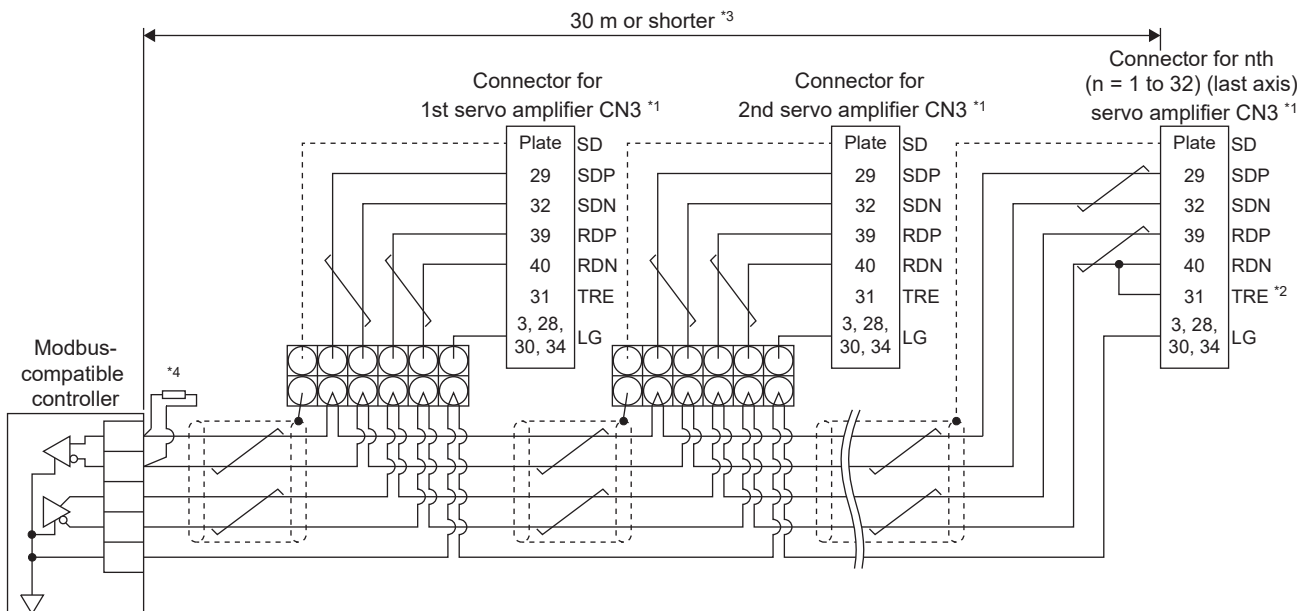 30 m or shorter *3
Connector for
1st servo amplifier CN3 *1
Connector for
2nd servo amplifier CN3 *1
Connector for nth
(n = 1 to 32) (last axis)
servo amplifier CN3 *1
Plate SD
29 SDP
32 SDN
39 RDP
40 RDN
31 TRE
3, 28,
30, 34 LG
Plate SD
29 SDP
32 SDN
39 RDP
40 RDN
31 TRE
3, 28,
30, 34 LG
Plate SD
29 SDP
32 SDN
39 RDP
40 RDN
31 TRE *2
3, 28,
30, 34 LG
Modbus-
compatible
controller
*4